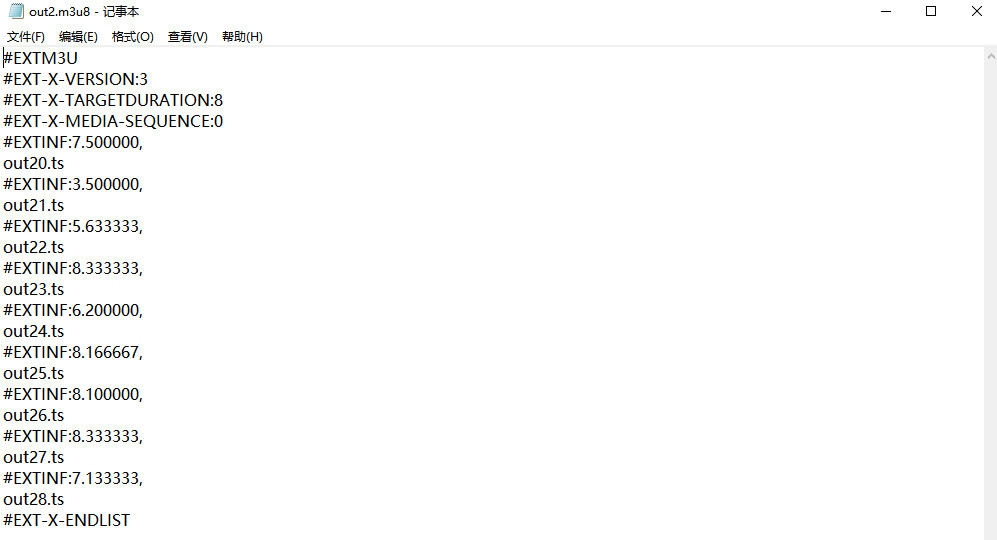 out2.m3u8 - 记事本
文件(F) 编辑(E) 格式(O) 查看(V) 帮助(H)
#EXTM3U
#EXT-X-VERSION:3
#EXT-X-TARGETDURATION:8
#EXT-X-MEDIA-SEQUENCE:0
#EXTINF:7.500000,
out20.ts
#EXTINF:3.500000,
out21.ts
#EXTINF:5.633333,
out22.ts
#EXTINF:8.333333,
out23.ts
#EXTINF:6.200000,
out24.ts
#EXTINF:8.166667,
out25.ts
#EXTINF:8.100000,
out26.ts
#EXTINF:8.333333,
out27.ts
#EXTINF:7.133333,
out28.ts
#EXT-X-ENDLIST